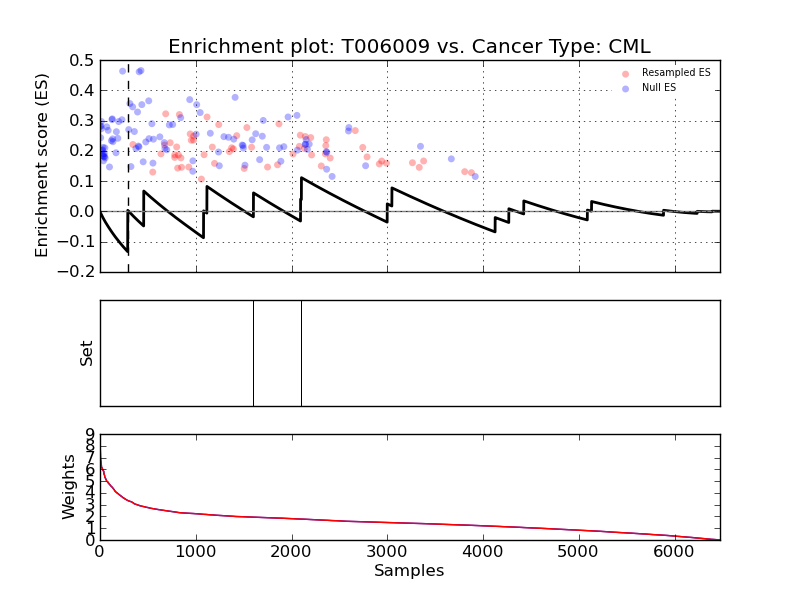 Enrichment plot: T006009 vs. Cancer Type: CML
Enrichment score (ES)
0.5
0.4
0.3
0.2
0.1
0.0
−0.1
−0.2
Resampled ES
Null ES
Set
Weights
9
8
7
6
5
4
3
2
1
0
0 1000 2000 3000 4000 5000 6000
Samples